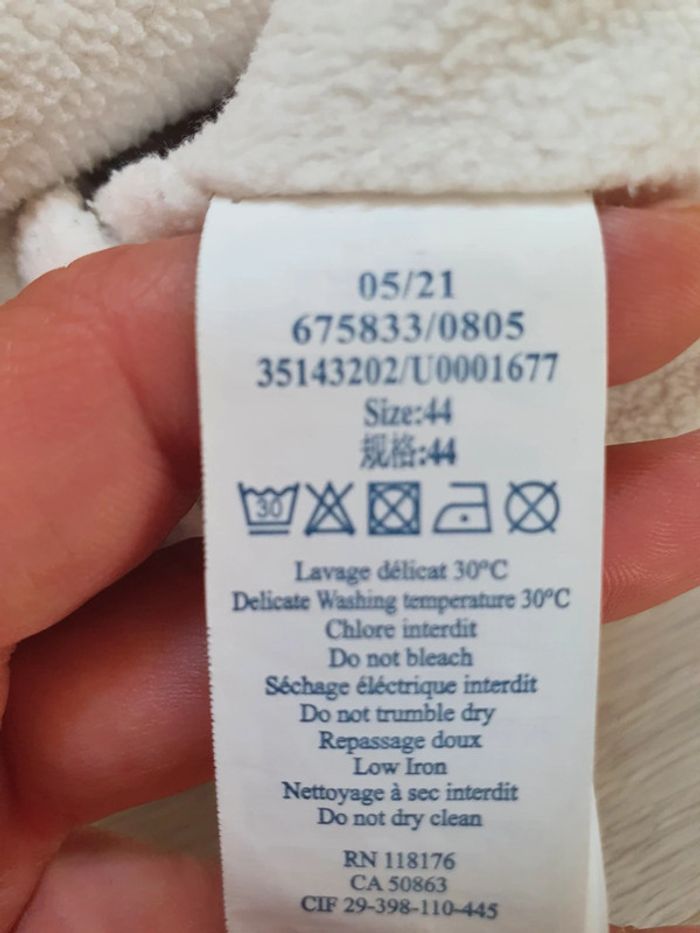 05/21
675833/0805
35143202/U0001677
Size:44
规格:44
30
Lavage délicat 30°C
Delicate Washing temperature 30°C
Chlore interdit
Do not bleach
Séchage éléctrique interdit
Do not trumble dry
Repassage doux
Low Iron
Nettoyage à sec interdit
Do not dry clean
RN 118176
CA 50863
CIF 29-398-110-445